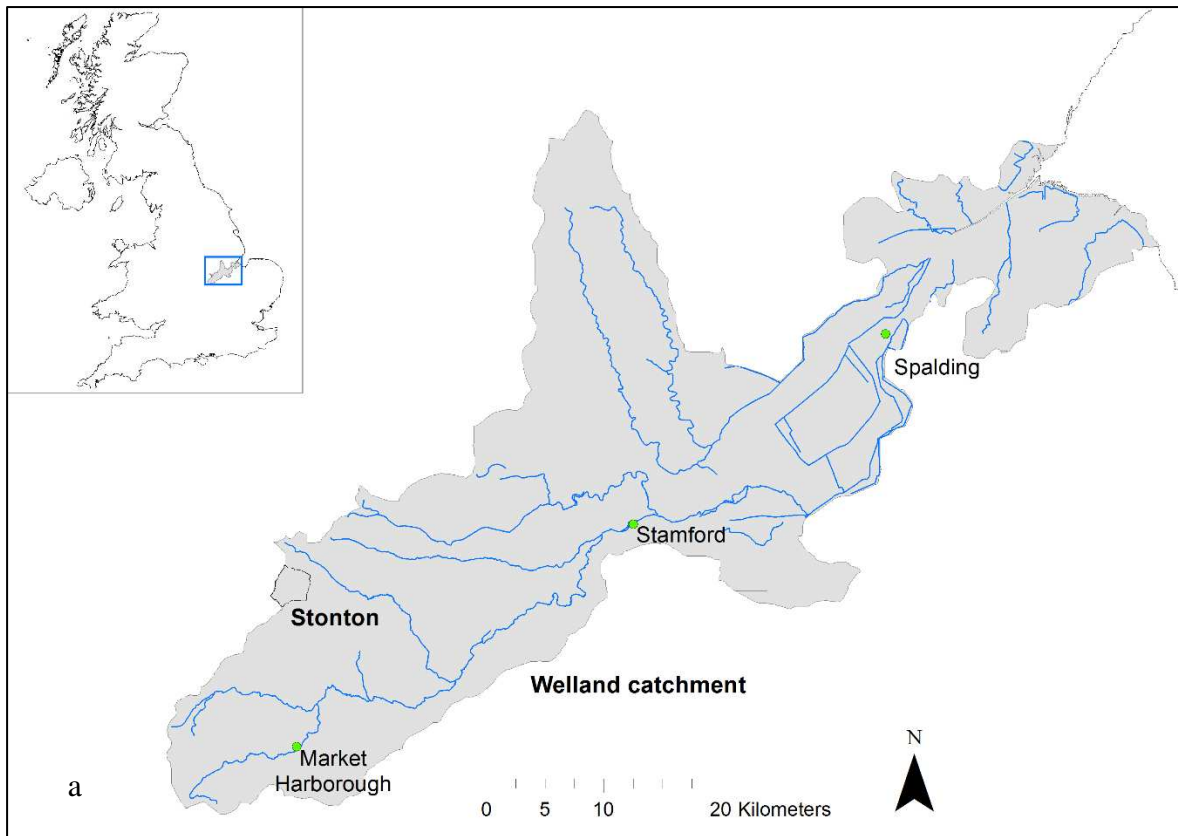 Spalding
Stamford
Stonton
Welland catchment
Market
Harborough
N
a
0 5 10 20 Kilometers